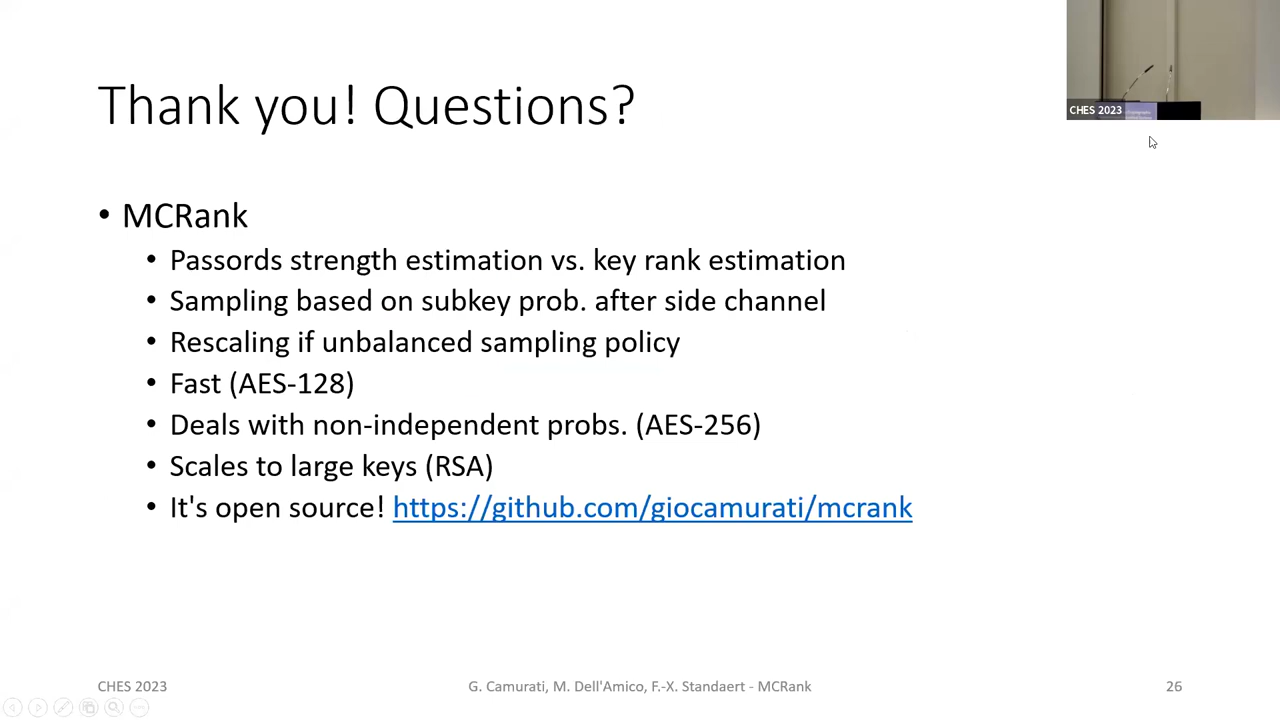 Thank you! Questions?
CHES 2023
• MCRank
• Passords strength estimation vs. key rank estimation
• Sampling based on subkey prob. after side channel
• Rescaling if unbalanced sampling policy
• Fast (AES-128)
• Deals with non-independent probs. (AES-256)
• Scales to large keys (RSA)
• It's open source! https://github.com/giocamurati/mcrank
CHES 2023
G. Camurati, M. Dell'Amico, F.-X. Standaert - MCRank
26